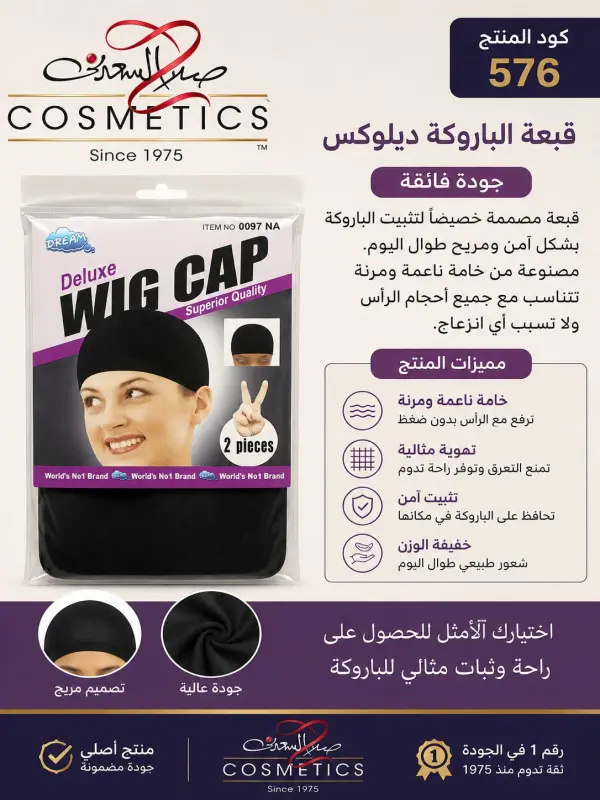 صلاح السعدني
COSMETICS
TM
Since 1975
كود المنتج
576
قبعة الباروكة ديلوكس
جودة فائقة
قبعة مصممة خصيصاً لتثبيت الباروكة
بشكل آمن ومريح طوال اليوم.
مصنوعة من خامة ناعمة ومرنة
تتناسب مع جميع أحجام الرأس
ولا تسبب أي انزعاج.
DREAM
ITEM NO 0097 NA
Deluxe
WIG CAP
Superior Quality
2 pieces
World's No1 Brand
World's No1 Brand
World's No1 Brand
مميزات المنتج
خامة ناعمة ومرنة
ترفع مع الرأس بدون ضغط
تهوية مثالية
تمنع التعرق وتوفر راحة تدوم
تثبيت آمن
تحافظ على الباروكة في مكانها
خفيفة الوزن
شعور طبيعي طوال اليوم
تصميم مريح
جودة عالية
اختيارك الأمثل للحصول على
راحة وثبات مثالي للباروكة
رقم 1 في الجودة
ثقة تدوم منذ 1975
COSMETICS
Since 1975
منتج أصلي
جودة مضمونة